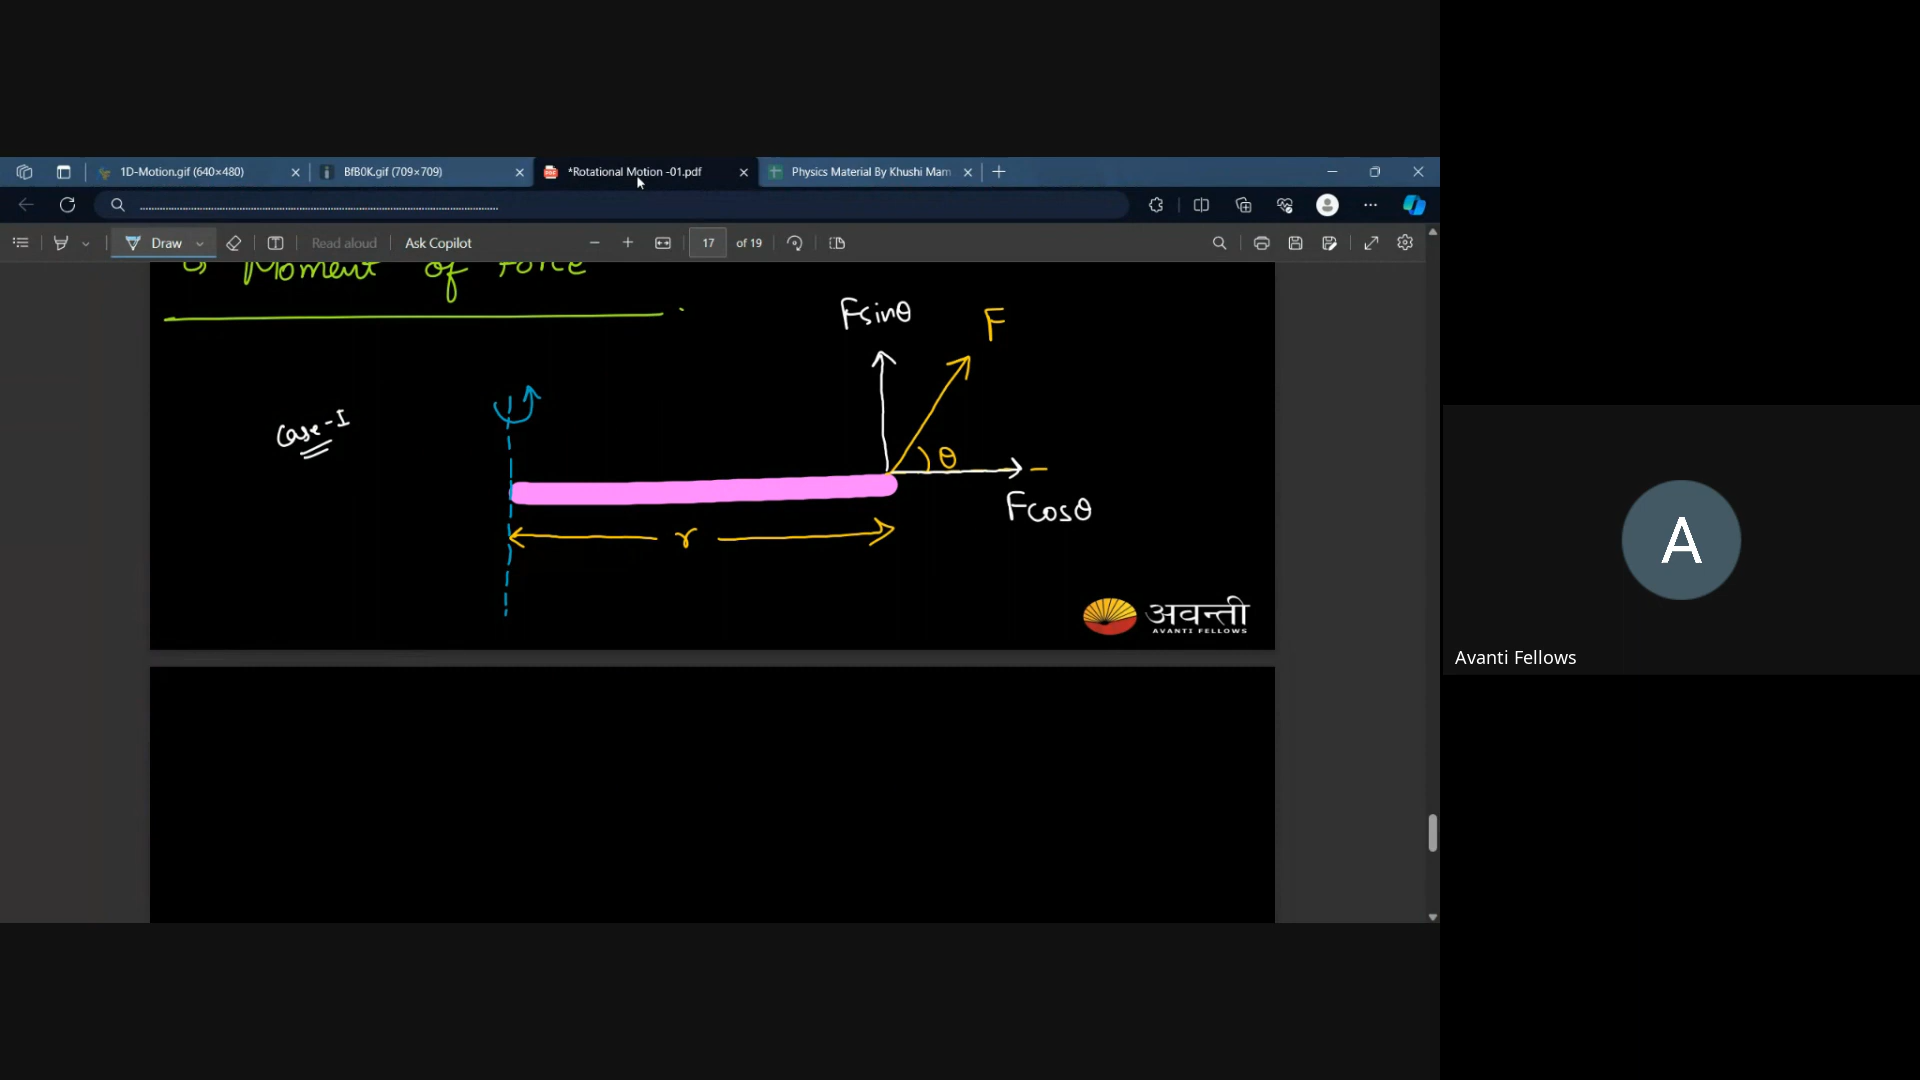 1D-Motion.gif (640×480)
BfB0K.gif (709×709)
*Rotational Motion -01.pdf
Physics Material By Khushi Mam
Draw
Read aloud
Ask Copilot
17
of 19
Moment of Force
Fsinθ
F
Case-I
θ
Fcosθ
r
अवन्ती
AVANTI FELLOWS
A
Avanti Fellows